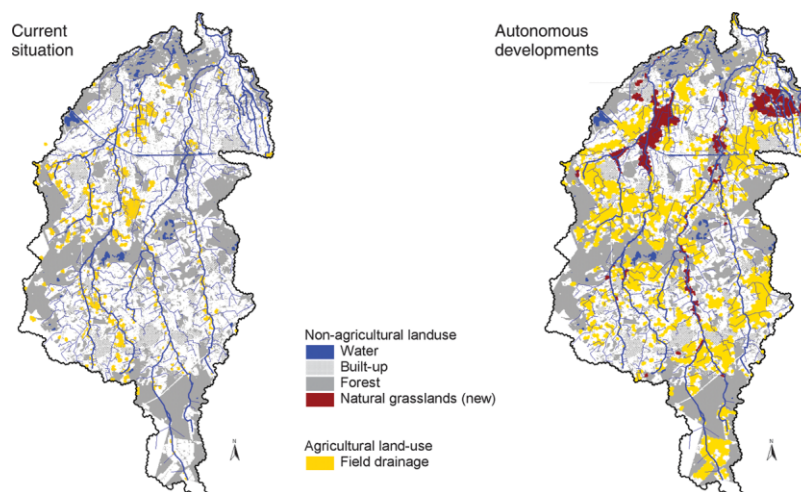 Current
situation
Autonomous
developments
Non-agricultural landuse
Water
Built-up
Forest
Natural grasslands (new)
Agricultural land-use
Field drainage
N
N